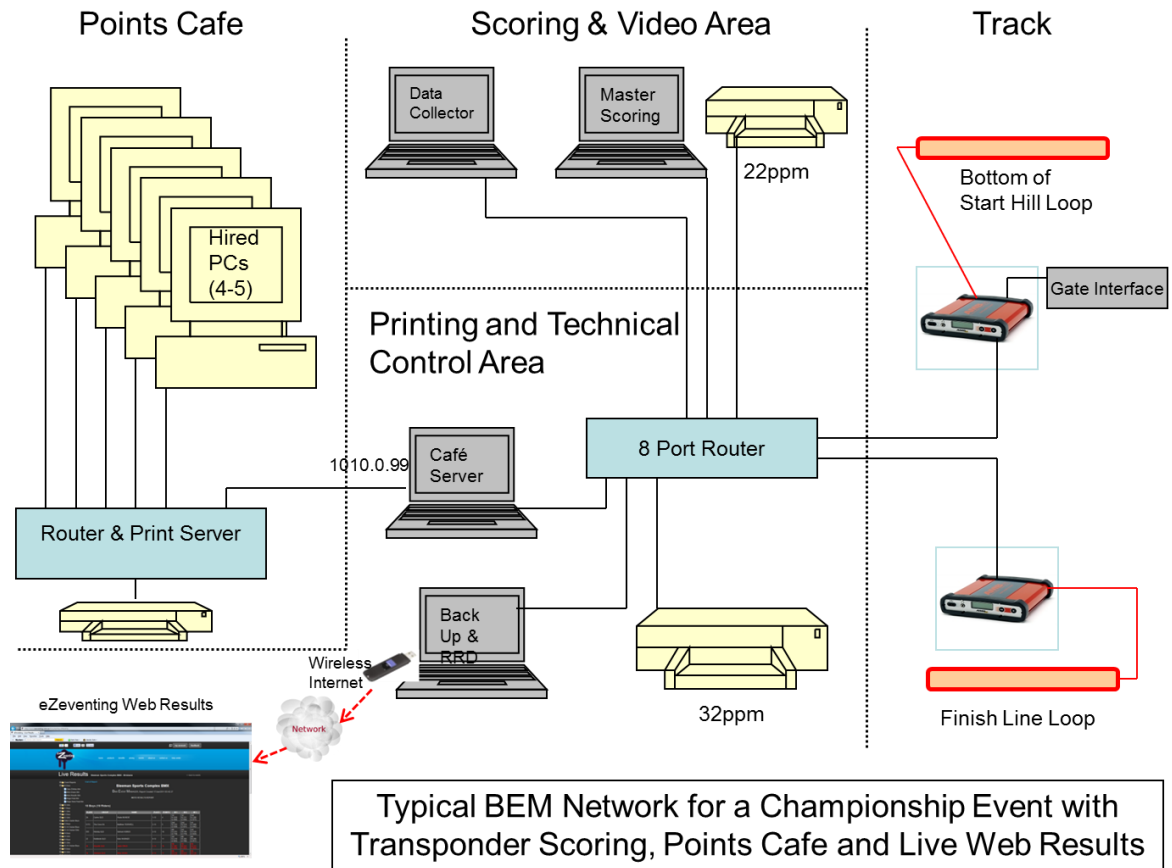 Points Cafe
Scoring & Video Area
Track
Data
Collector
Master
Scoring
22ppm
Bottom of
Start Hill Loop
Hired
PCs
(4-5)
Gate Interface
Printing and Technical
Control Area
8 Port Router
1010.0.99
Café
Server
Router & Print Server
Back
Up &
RRD
Wireless
Internet
Network
32ppm
Finish Line Loop
eZeventing Web Results
Live Results
Typical BEM Network for a Championship Event with
Transponder Scoring, Points Cafe and Live Web Results